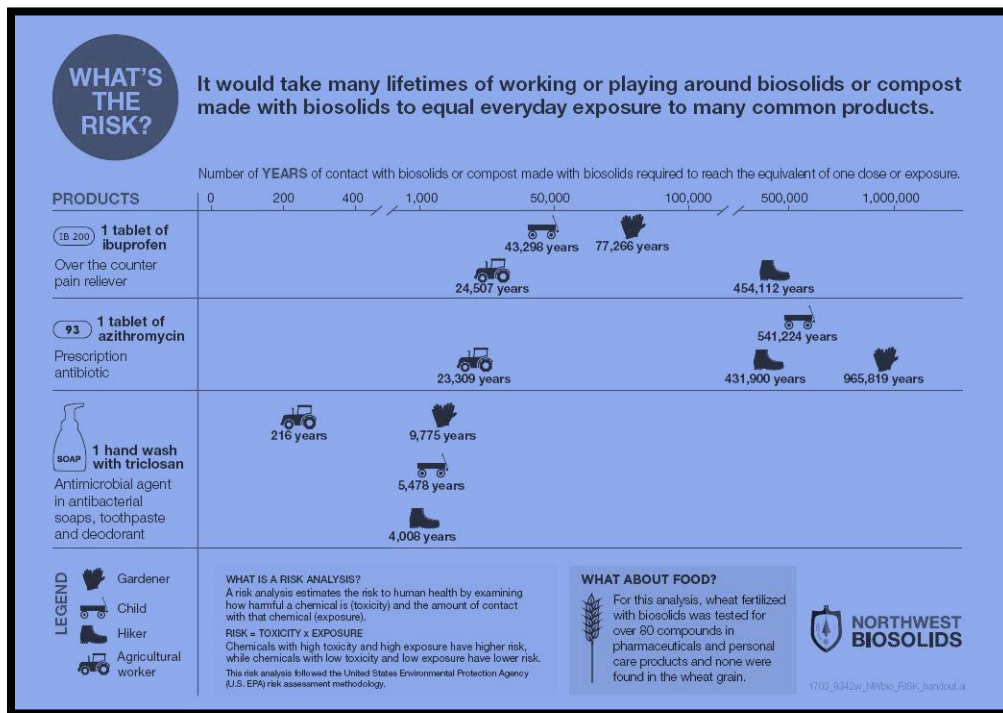 WHAT'S
THE
RISK?
It would take many lifetimes of working or playing around biosolids or compost
made with biosolids to equal everyday exposure to many common products.
Number of YEARS of contact with biosolids or compost made with biosolids required to reach the equivalent of one dose or exposure.
PRODUCTS
0 200 400 1,000 50,000 100,000 500,000 1,000,000
IB 200
1 tablet of
ibuprofen
Over the counter
pain reliever
43,298 years
77,266 years
24,507 years
454,112 years
93
1 tablet of
azithromycin
Prescription
antibiotic
541,224 years
23,309 years
431,900 years
965,819 years
SOAP
1 hand wash
with triclosan
Antimicrobial agent
in antibacterial
soaps, toothpaste
and deodorant
216 years
9,775 years
5,478 years
4,008 years
LEGEND
Gardener
Child
Hiker
Agricultural
worker
WHAT IS A RISK ANALYSIS?
A risk analysis estimates the risk to human health by examining
how harmful a chemical is (toxicity) and the amount of contact
with that chemical (exposure).
RISK = TOXICITY x EXPOSURE
Chemicals with high toxicity and high exposure have higher risk,
while chemicals with low toxicity and low exposure have lower risk.
This risk analysis followed the United States Environmental Protection Agency
(U.S. EPA) risk assessment methodology.
WHAT ABOUT FOOD?
For this analysis, wheat fertilized
with biosolids was tested for
over 80 compounds in
pharmaceuticals and personal
care products and none were
found in the wheat grain.
NORTHWEST
BIOSOLIDS
1703_8342w_NWbio_RISK_handout.ai